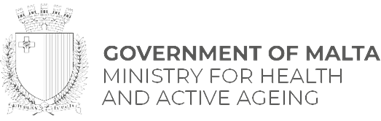 GOVERNMENT OF MALTA
MINISTRY FOR HEALTH
AND ACTIVE AGEING